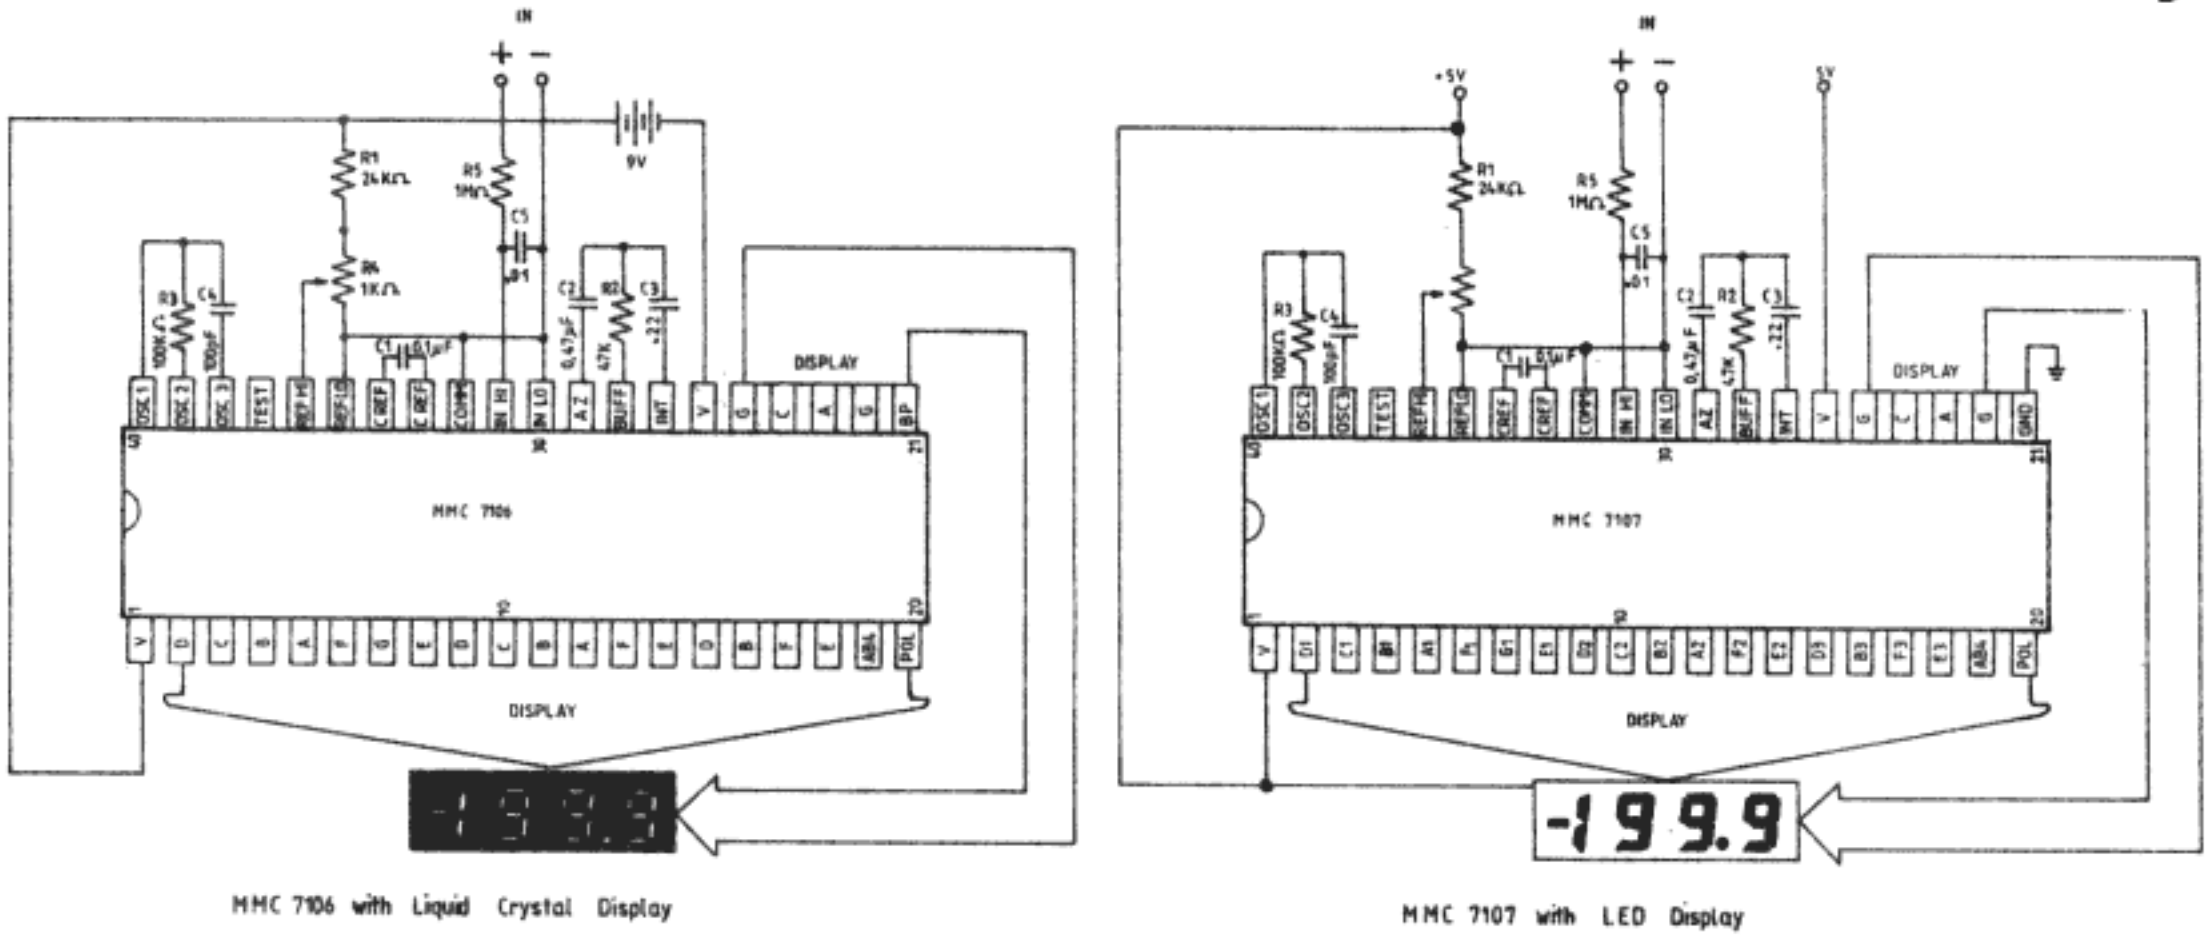 IN
+ −
9V
R1
24KΩ
R5
1MΩ
C5
.01
R4
1KΩ
R3
100KΩ
C4
100pF
C1 0,1µF
C2
0,47µF
R2
47K
C3
.22
DISPLAY
OSC 1 OSC 2 OSC 3 TEST REF HI REF LO C REF C REF COMM IN HI IN LO A Z BUFF INT V G C A G BP
40 30 21
MMC 7106
1 10 20
V D C B A F G E D C B A F E D B F E AB4 POL
DISPLAY
-199.9
MMC 7106 with Liquid Crystal Display
IN
+ −
+5V
5V
R1
24KΩ
R5
1MΩ
C5
.01
R3
100KΩ
C4
100pF
C1 0,1µF
C2
0,47µF
R2
47K
C3
.22
DISPLAY
OSC 1 OSC2 OSC3 TEST REF HI REF LO CREF CREF COMM IN HI IN LO AZ BUFF INT V G C A G GND
40 30 21
MMC 7107
1 10 20
V D1 C1 B1 A1 F1 G1 E1 D2 C2 B2 A2 F2 E2 D3 B3 F3 E3 AB4 POL
DISPLAY
-199.9
MMC 7107 with LED Display